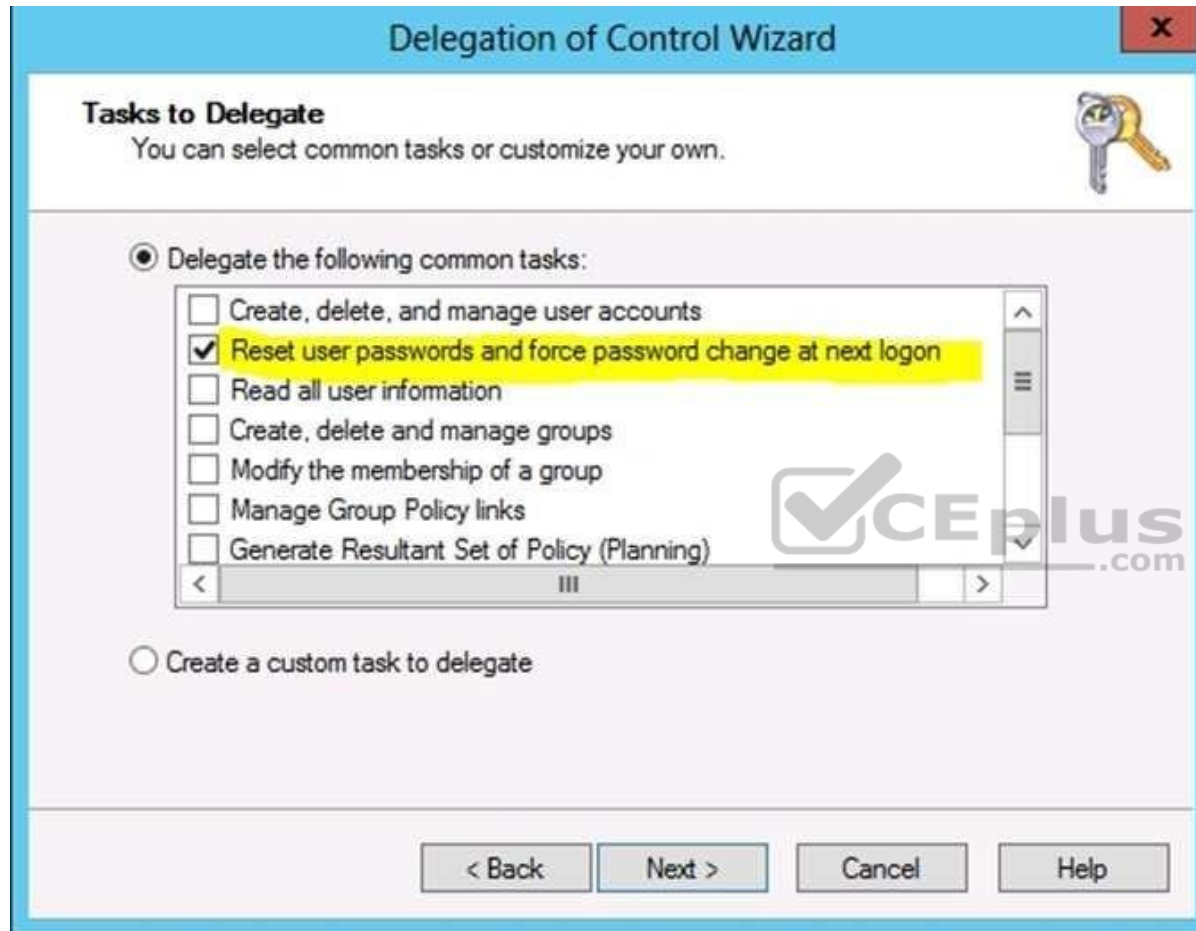 Delegation of Control Wizard
x
Tasks to Delegate
You can select common tasks or customize your own.
Delegate the following common tasks:
Create, delete, and manage user accounts
Reset user passwords and force password change at next logon
Read all user information
Create, delete and manage groups
Modify the membership of a group
Manage Group Policy links
Generate Resultant Set of Policy (Planning)
CEplus
.com
Create a custom task to delegate
< Back Next > Cancel Help